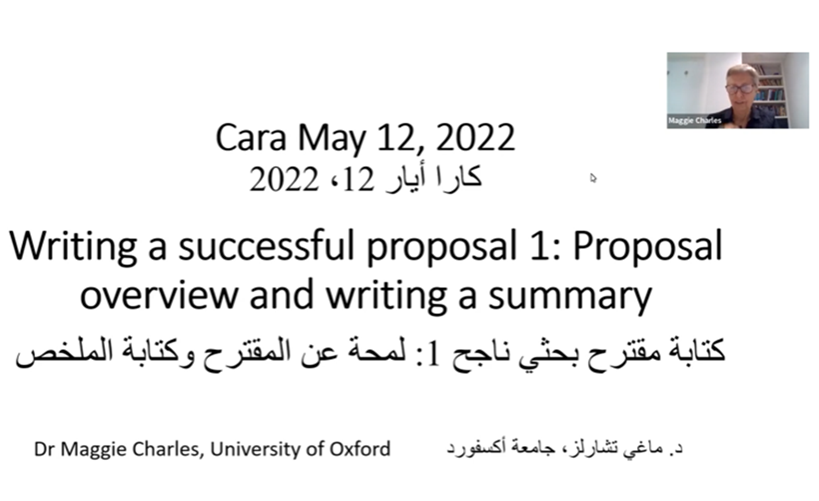 Maggie Charles
Cara May 12, 2022
كارا أيار 12، 2022
Writing a successful proposal 1: Proposal
overview and writing a summary
كتابة مقترح بحثي ناجح 1: لمحة عن المقترح وكتابة الملخص
Dr Maggie Charles, University of Oxford
د. ماغي تشارلز، جامعة أكسفورد